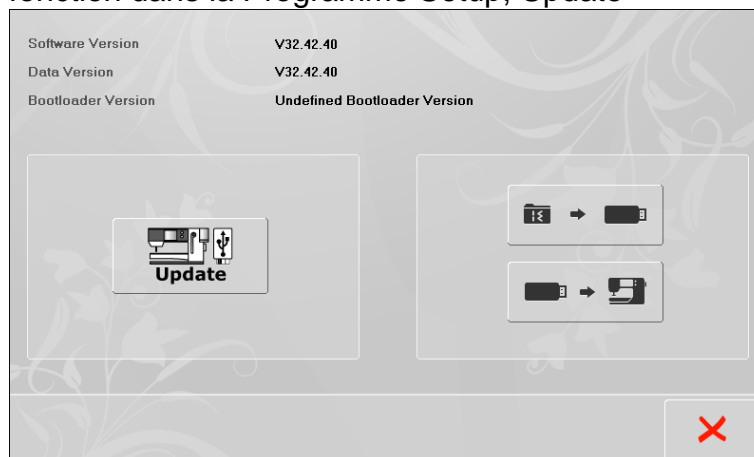 fonction dans la Programme Setup, Update
Software Version V32.42.40
Data Version V32.42.40
Bootloader Version Undefined Bootloader Version
Update